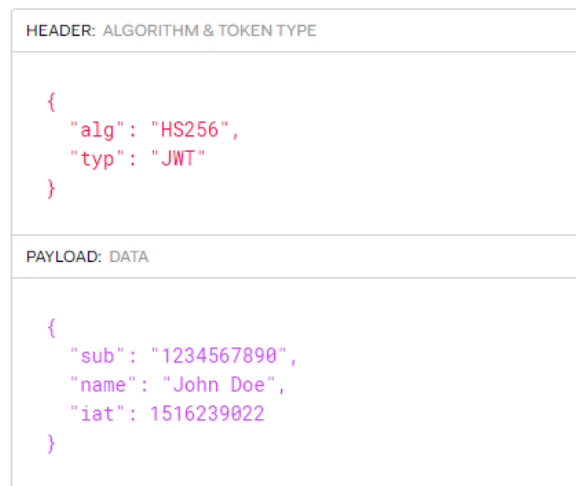 HEADER: ALGORITHM & TOKEN TYPE
{
"alg": "HS256",
"typ": "JWT"
}
PAYLOAD: DATA
{
"sub": "1234567890",
"name": "John Doe",
"iat": 1516239022
}